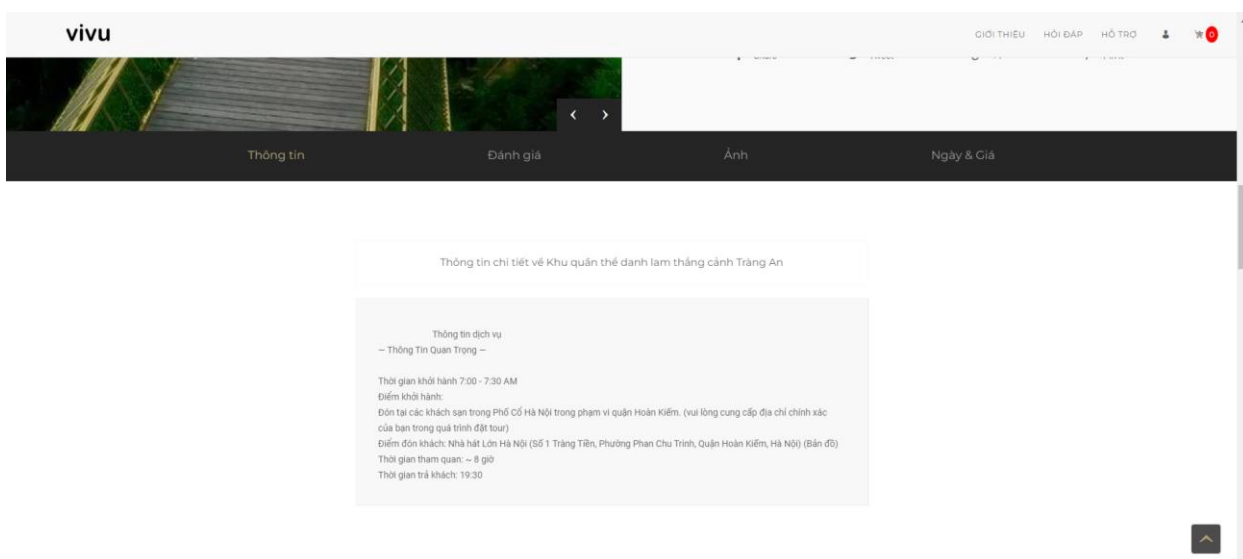 vivu
GIỚI THIỆU HỎI ĐÁP HỖ TRỢ 0
Thông tin Đánh giá Ảnh Ngày & Giá
Thông tin chi tiết về Khu quần thể danh lam thắng cảnh Tràng An
Thông tin dịch vụ
— Thông Tin Quan Trọng —
Thời gian khởi hành 7:00 - 7:30 AM
Điểm khởi hành:
Đón tại các khách sạn trong Phố Cổ Hà Nội trong phạm vi quận Hoàn Kiếm. (vui lòng cung cấp địa chỉ chính xác
của bạn trong quá trình đặt tour)
Điểm đón khách: Nhà hát Lớn Hà Nội (Số 1 Tràng Tiền, Phường Phan Chu Trinh, Quận Hoàn Kiếm, Hà Nội) (Bản đồ)
Thời gian tham quan: ~ 8 giờ
Thời gian trả khách: 19:30